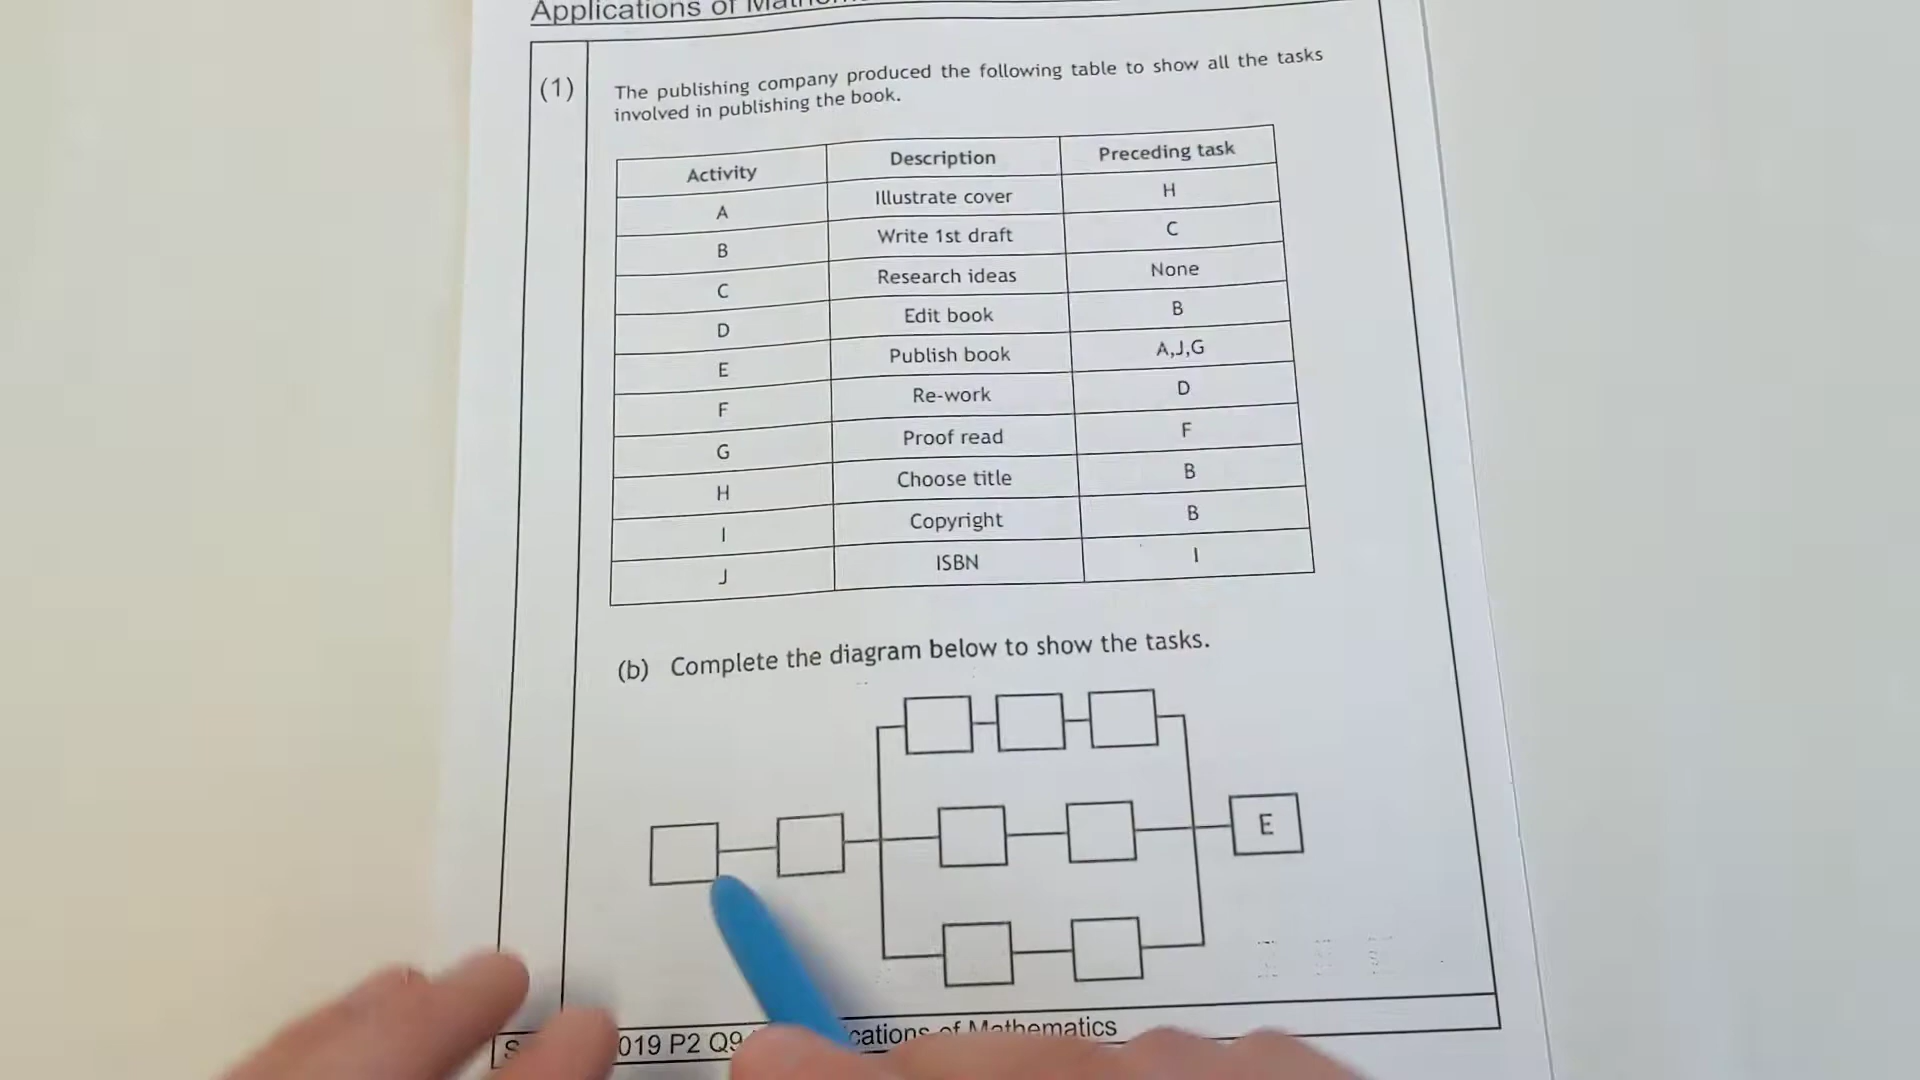 Applications of
(1)
The publishing company produced the following table to show all the tasks
involved in publishing the book.
Activity Description Preceding task
A Illustrate cover H
B Write 1st draft C
C Research ideas None
D Edit book B
E Publish book A,J,G
F Re-work D
G Proof read F
H Choose title B
I Copyright B
J ISBN I
(b) Complete the diagram below to show the tasks.
E
019 P2 Q9 cations of Mathematics